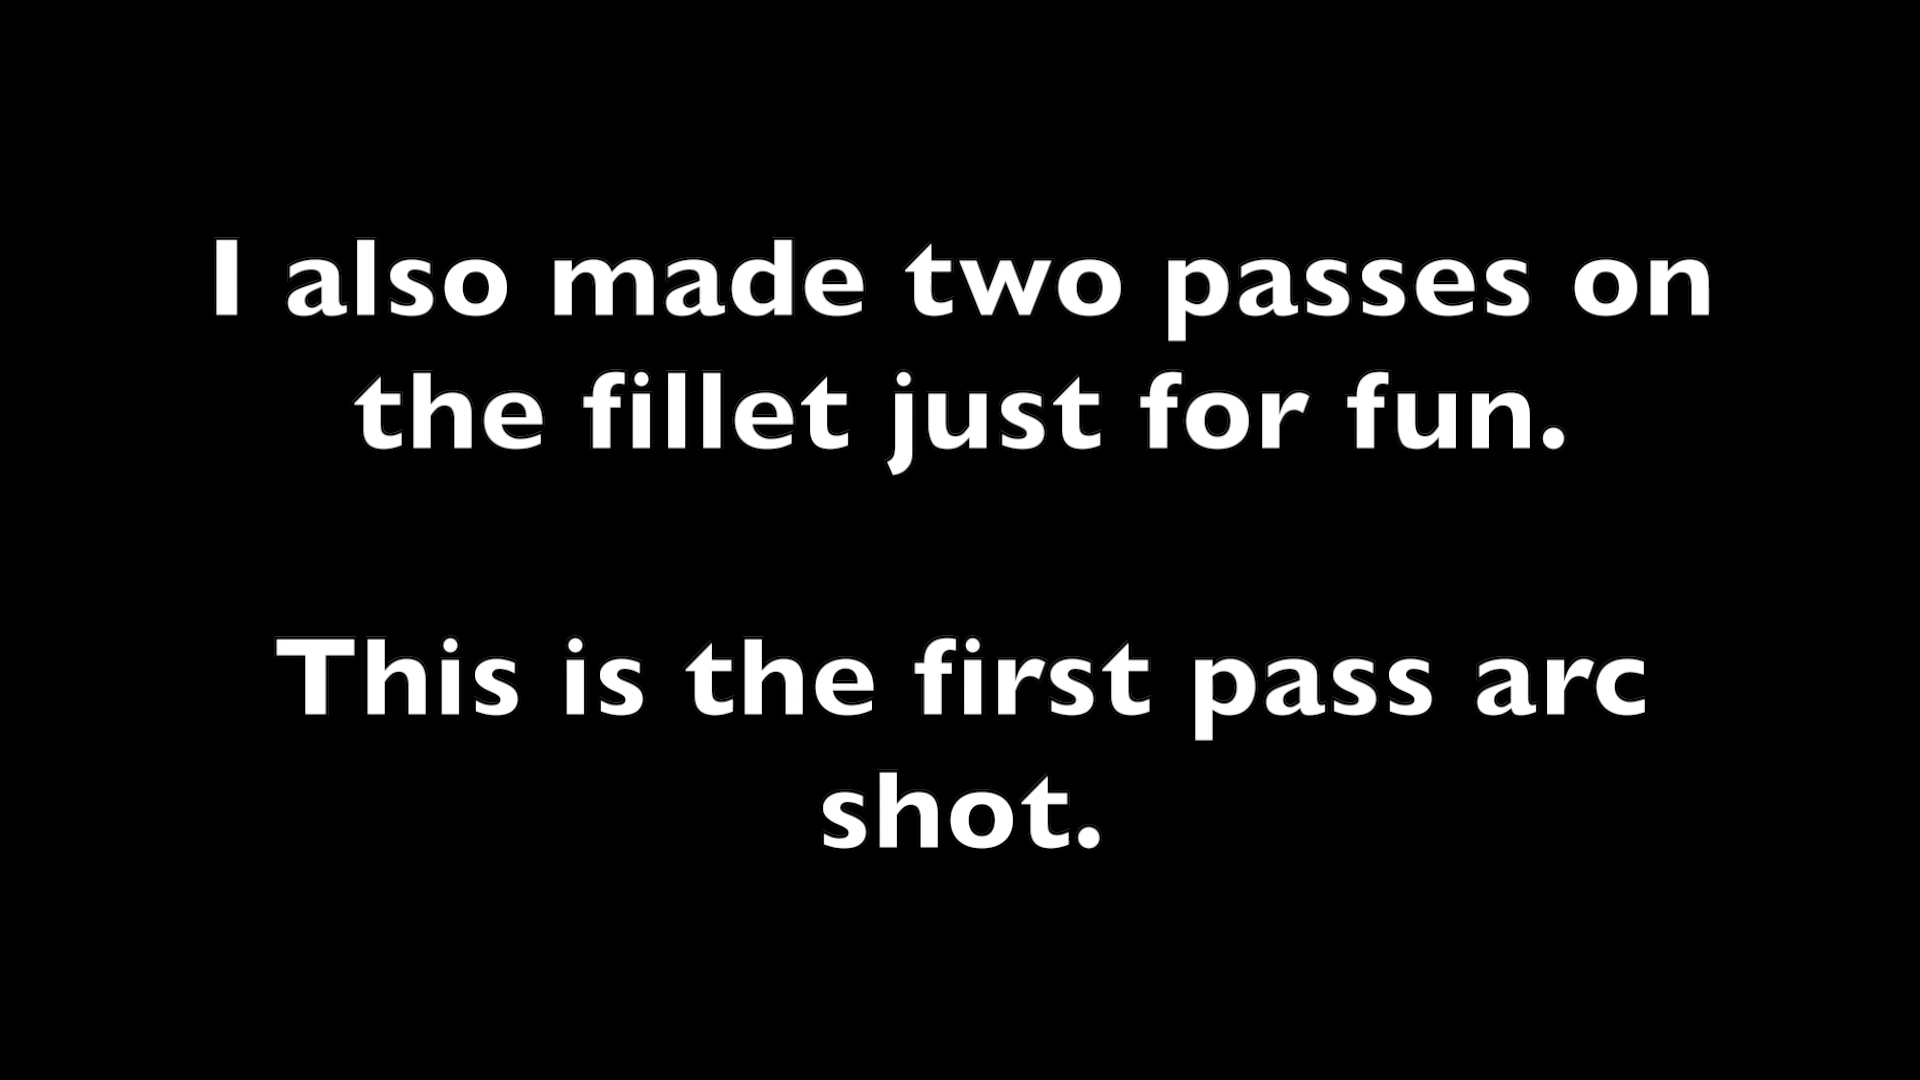 I also made two passes on
the fillet just for fun.
This is the first pass arc
shot.